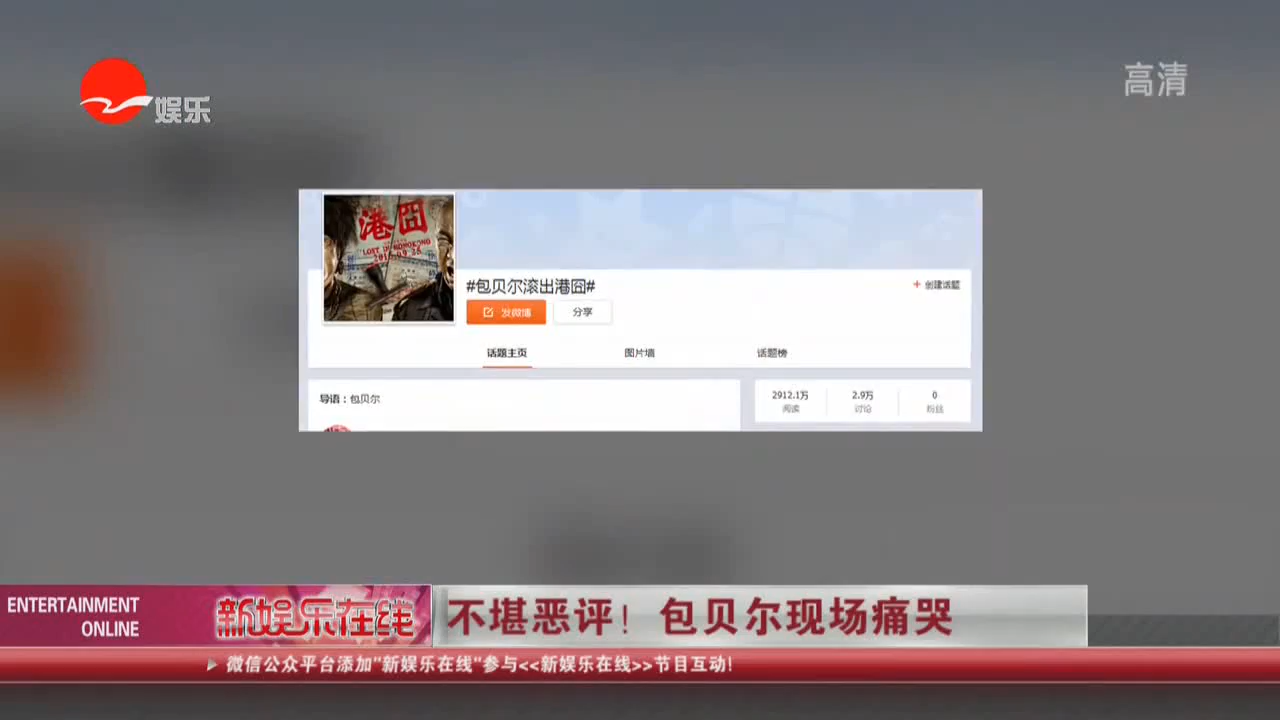 娱乐
高清
港囧
LOST IN HONGKONG
#包贝尔滚出港囧#
+ 创建话题
发微博
分享
话题主页
图片墙
话题榜
导语：包贝尔
2912.1万
2.9万
0
阅读
讨论
粉丝
ENTERTAINMENT
ONLINE
新娱乐在线
不堪恶评！包贝尔现场痛哭
微信公众平台添加"新娱乐在线"参与<<新娱乐在线>>节目互动!